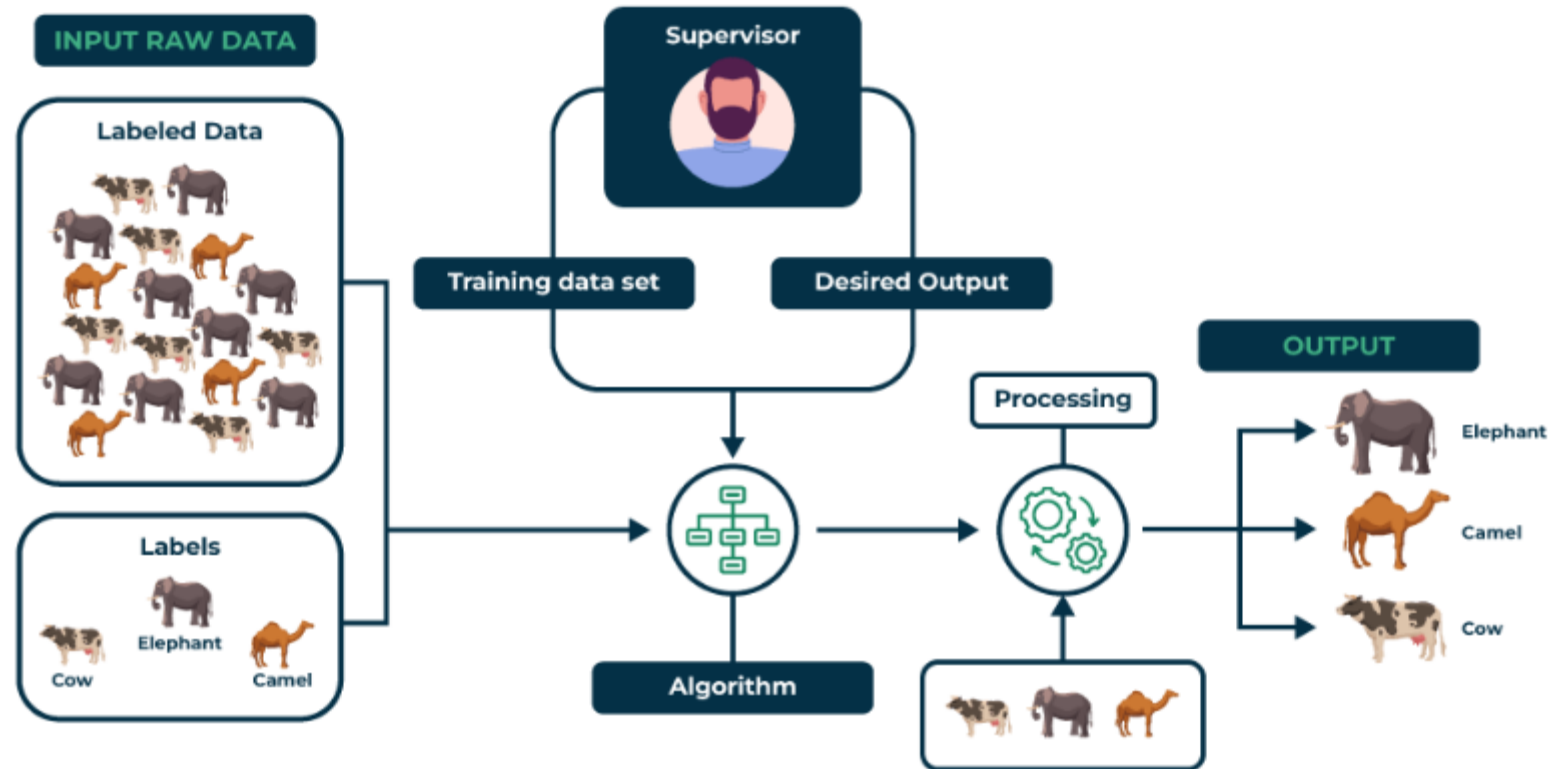 INPUT RAW DATA
Labeled Data
Labels
Elephant
Cow
Camel
Supervisor
Training data set
Desired Output
Algorithm
Processing
OUTPUT
Elephant
Camel
Cow